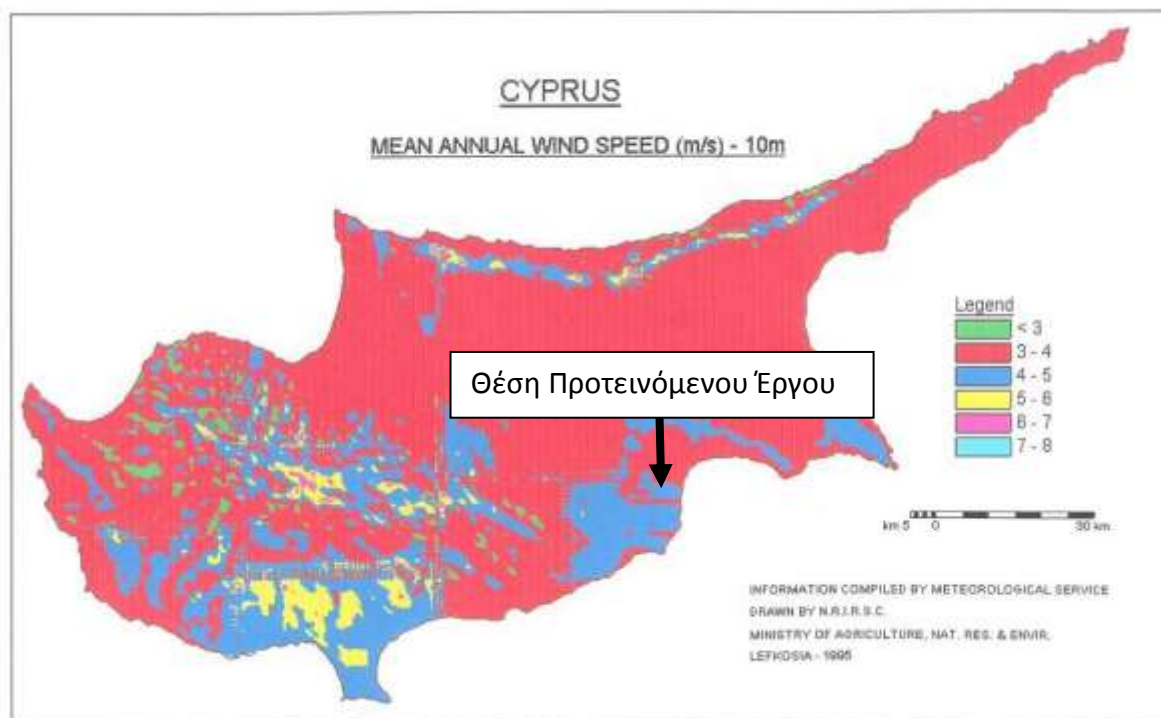 CYPRUS
MEAN ANNUAL WIND SPEED (m/s) - 10m
Legend
< 3
3 - 4
4 - 5
5 - 6
6 - 7
7 - 8
Θέση Προτεινόμενου Έργου
km 5 0 30 km.
INFORMATION COMPILED BY METEOROLOGICAL SERVICE
DRAWN BY N.R.I.R.S.C.
MINISTRY OF AGRICULTURE, NAT. RES. & ENVIR.
LEFKOSIA - 1995